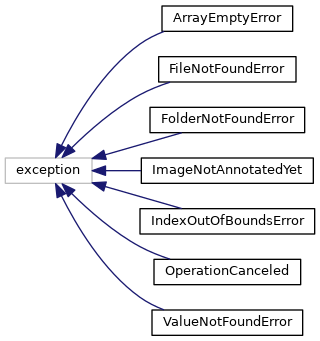 ArrayEmptyError
FileNotFoundError
FolderNotFoundError
exception
ImageNotAnnotatedYet
IndexOutOfBoundsError
OperationCanceled
ValueNotFoundError